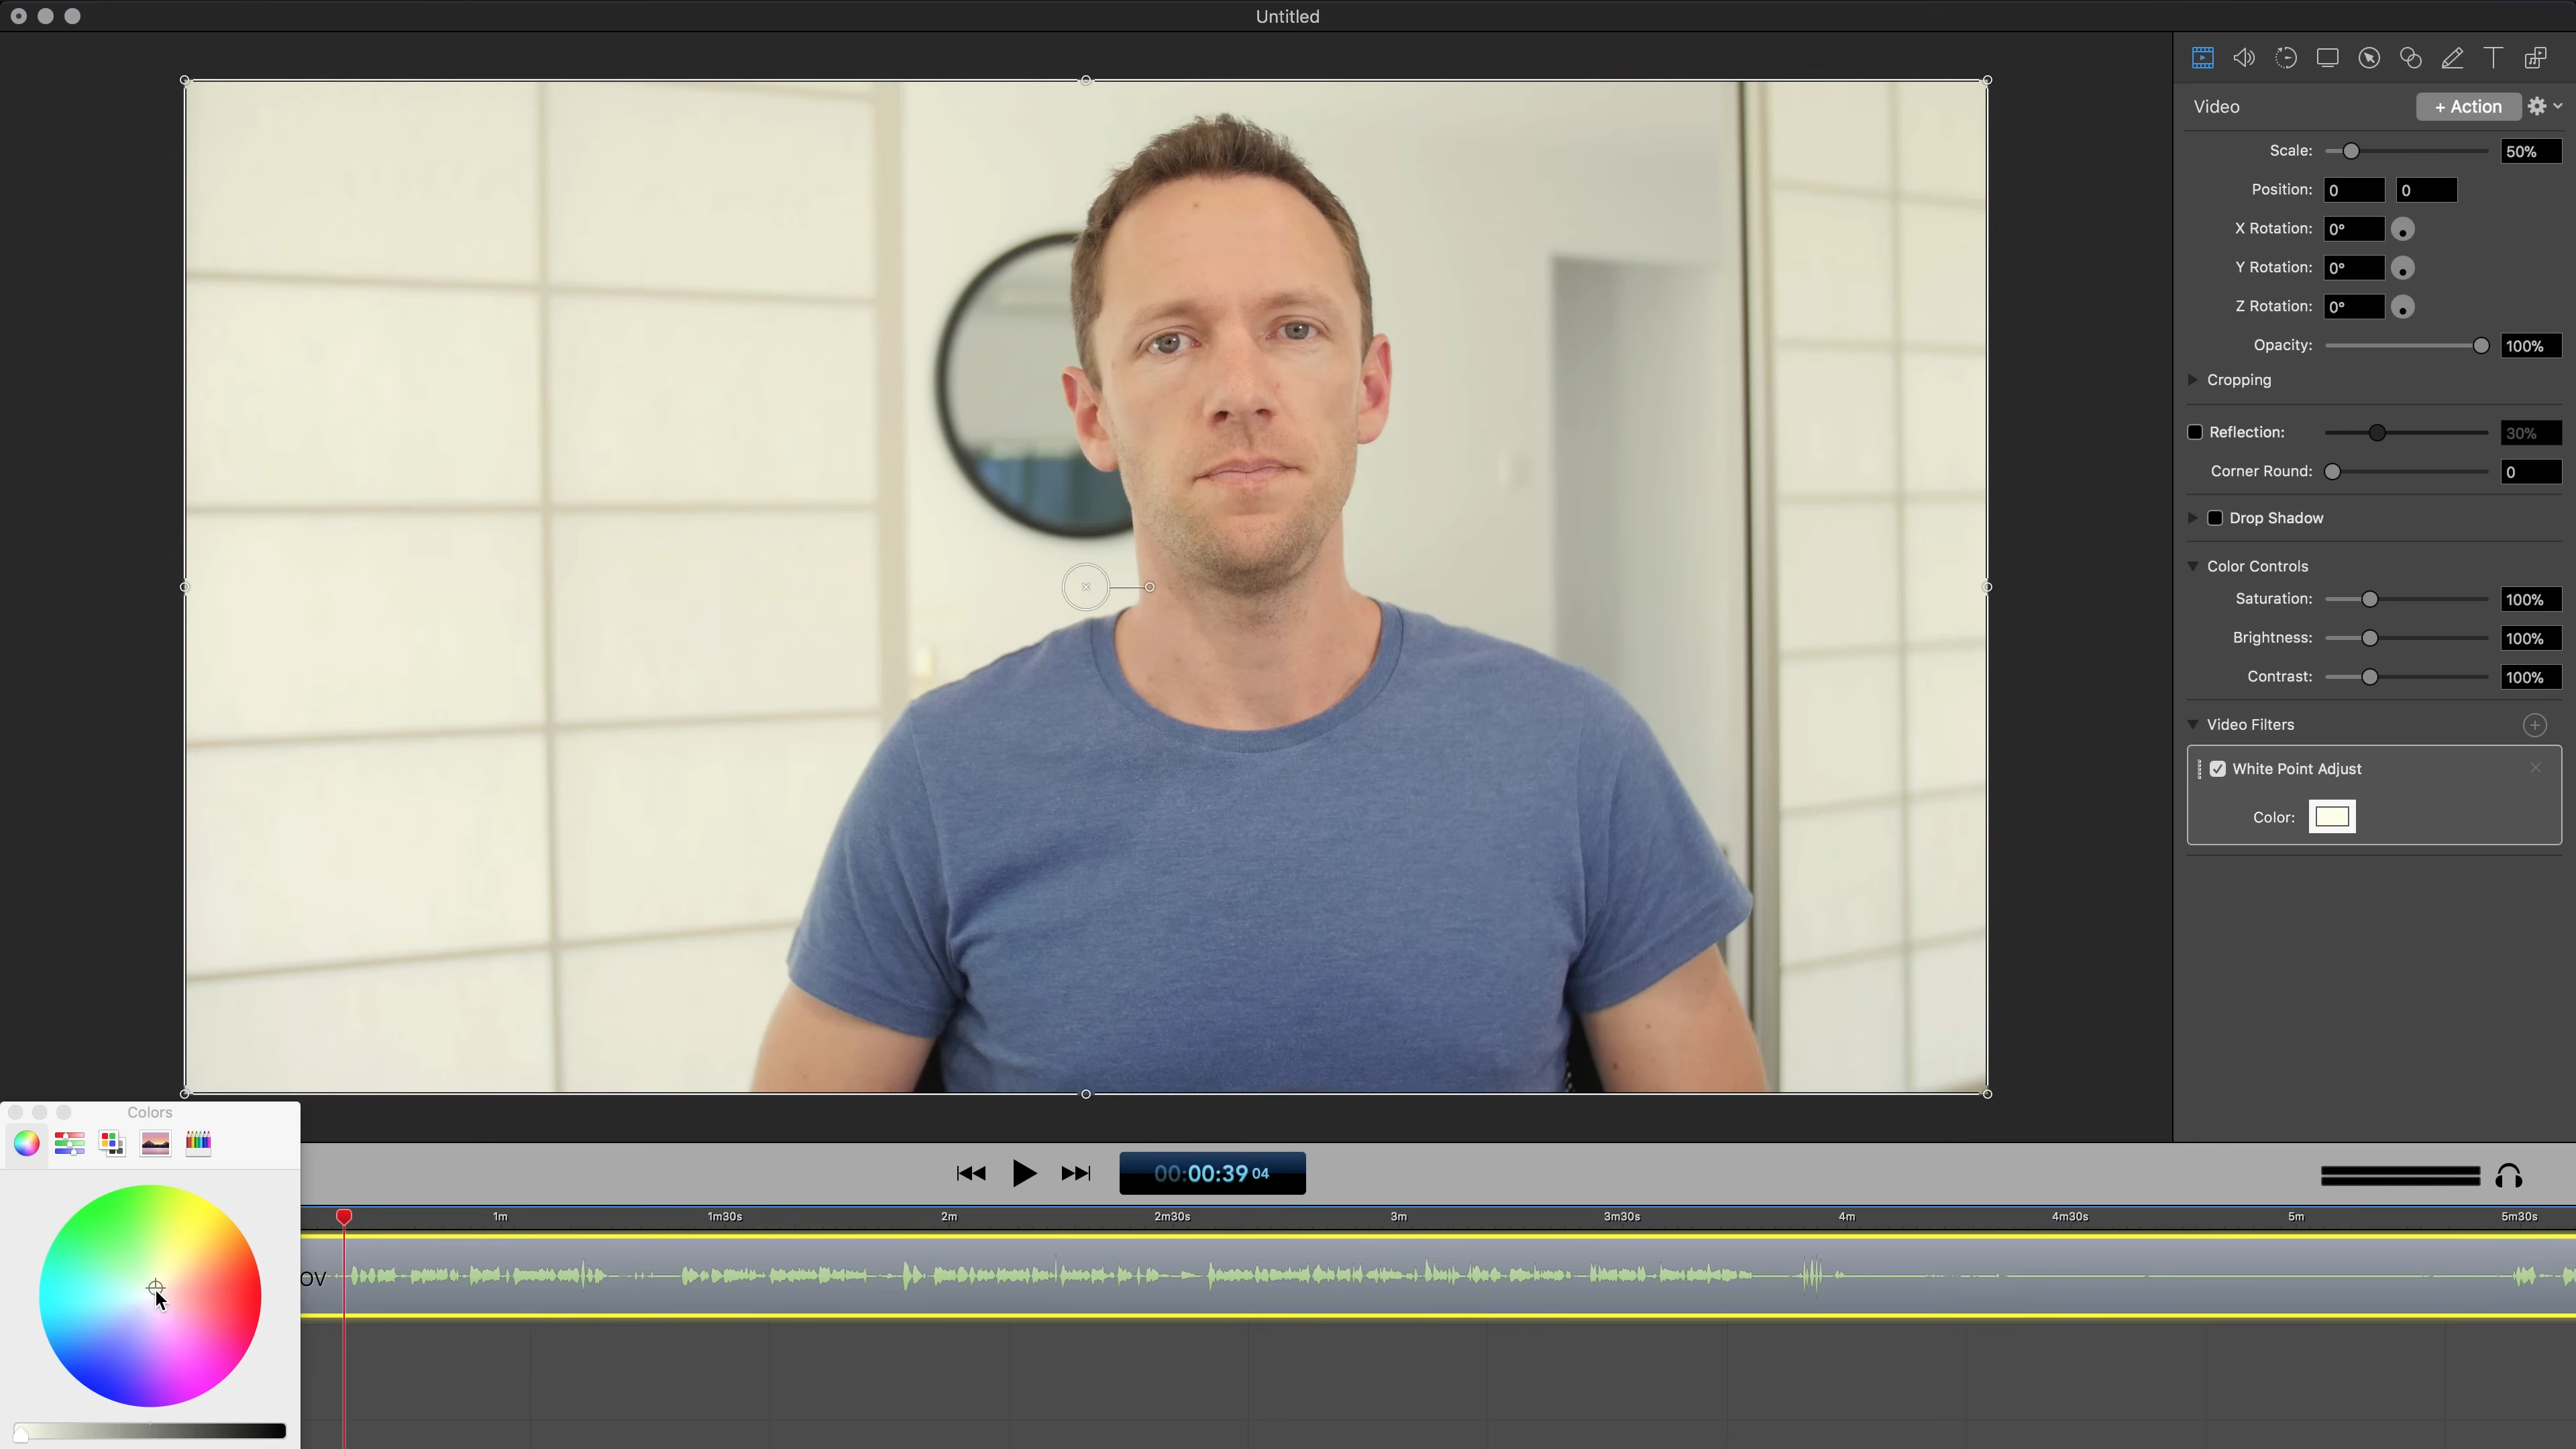 Untitled
Video
+ Action
Scale:
50%
Position:
0
0
X Rotation:
0°
Y Rotation:
0°
Z Rotation:
0°
Opacity:
100%
Cropping
Reflection:
30%
Corner Round:
0
Drop Shadow
Color Controls
Saturation:
100%
Brightness:
100%
Contrast:
100%
Video Filters
White Point Adjust
Color:
Colors
00:00:39 04
1m
1m30s
2m
2m30s
3m
3m30s
4m
4m30s
5m
5m30s
OV